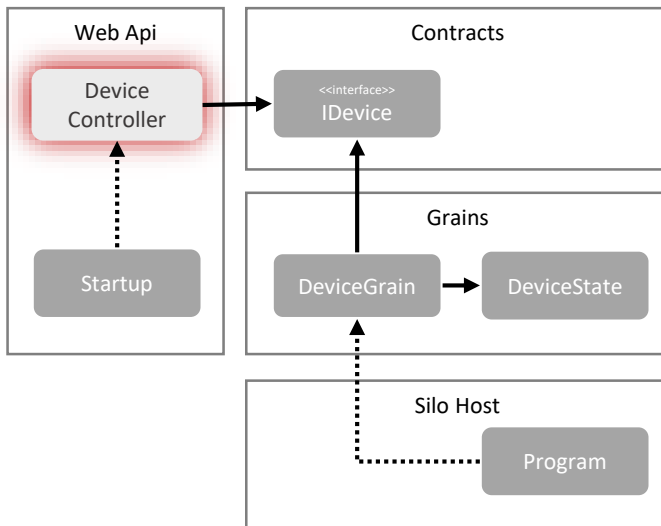 Web Api
Device
Controller
Startup
Contracts
<<interface>>
IDevice
Grains
DeviceGrain
DeviceState
Silo Host
Program